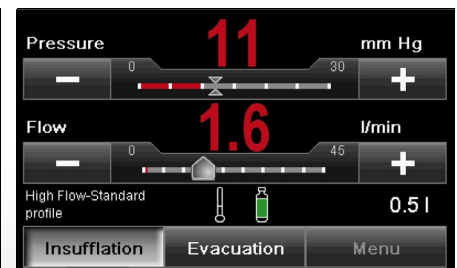 11
Pressure mm Hg
0 30
− +
1.6
Flow l/min
0 45
− +
High Flow-Standard
profile
0.5 l
Insufflation Evacuation Menu